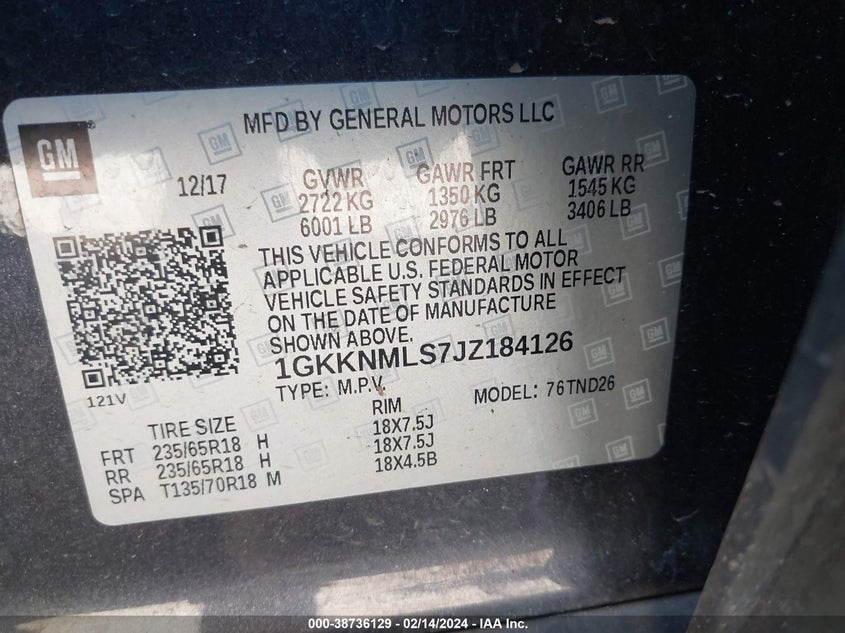 MFD BY GENERAL MOTORS LLC
GM
12/17
GVWR GAWR FRT GAWR RR
2722 KG 1350 KG 1545 KG
6001 LB 2976 LB 3406 LB
THIS VEHICLE CONFORMS TO ALL
APPLICABLE U.S. FEDERAL MOTOR
VEHICLE SAFETY STANDARDS IN EFFECT
ON THE DATE OF MANUFACTURE
SHOWN ABOVE.
1GKKNMLS7JZ184126
121V
TYPE: M.P.V. MODEL: 76TND26
TIRE SIZE RIM
FRT 235/65R18 H 18X7.5J
RR 235/65R18 H 18X7.5J
SPA T135/70R18 M 18X4.5B
000-38736129 - 02/14/2024 - IAA Inc.